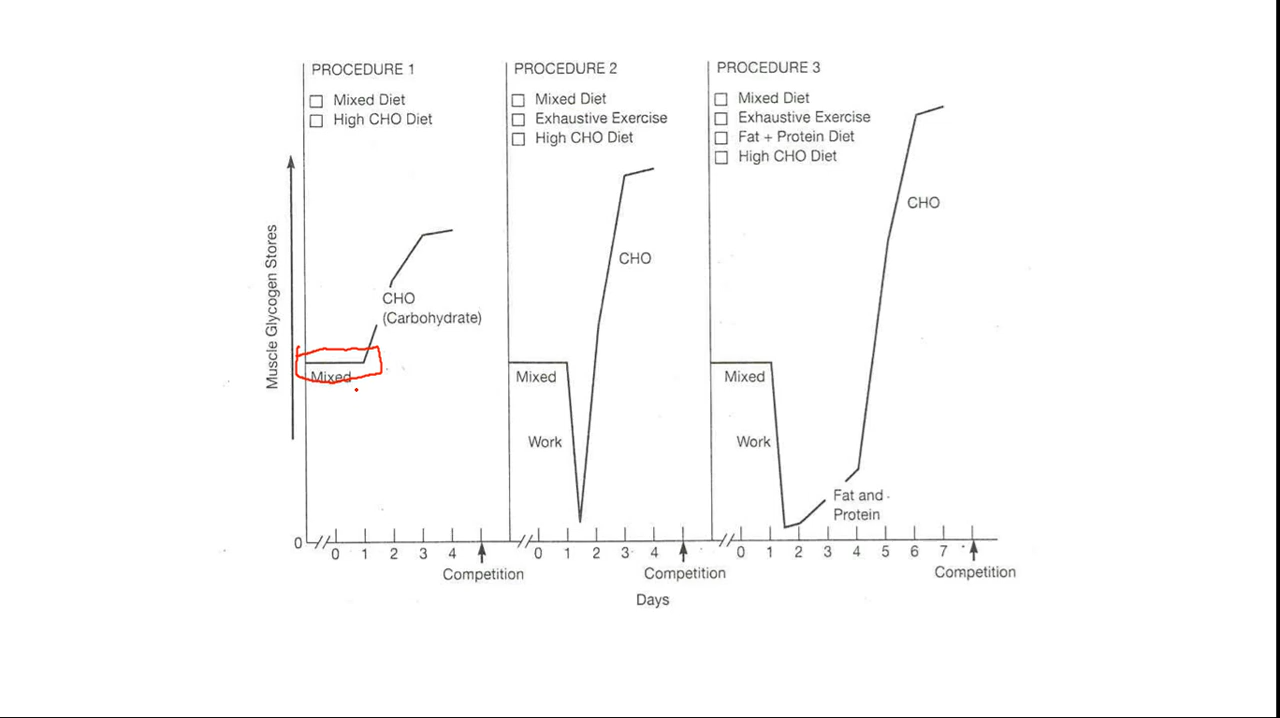 PROCEDURE 1
Mixed Diet
High CHO Diet
PROCEDURE 2
Mixed Diet
Exhaustive Exercise
High CHO Diet
PROCEDURE 3
Mixed Diet
Exhaustive Exercise
Fat + Protein Diet
High CHO Diet
Muscle Glycogen Stores
CHO
(Carbohydrate)
Mixed
CHO
Mixed
Work
CHO
Mixed
Work
Fat and
Protein
0
0 1 2 3 4
0 1 2 3 4
0 1 2 3 4 5 6 7
Competition
Competition
Competition
Days